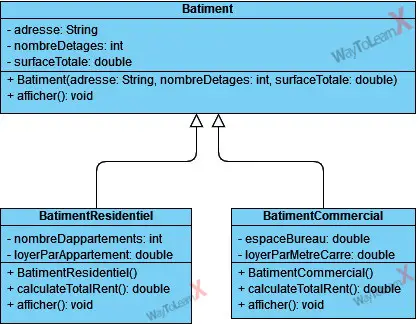 Batiment
- adresse: String
- nombreDetages: int
- surfaceTotale: double
+ Batiment(adresse: String, nombreDetages: int, surfaceTotale: double)
+ afficher(): void
WayToLearnX
BatimentResidentiel
- nombreDappartements: int
- loyerParAppartement: double
+ BatimentResidentiel()
+ calculateTotalRent(): double
+ afficher(): void
WayToLearnX
BatimentCommercial
- espaceBureau: double
- loyerParMetreCarre: double
+ BatimentCommercial()
+ calculateTotalRent(): double
+ afficher(): void
WayToLearnX